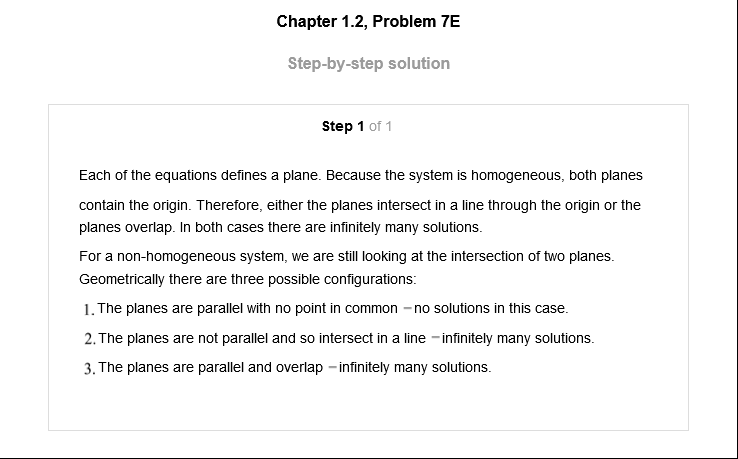 Chapter 1.2, Problem 7E
Step-by-step solution
Step 1 of 1
Each of the equations defines a plane. Because the system is homogeneous, both planes
contain the origin. Therefore, either the planes intersect in a line through the origin or the
planes overlap. In both cases there are infinitely many solutions.
For a non-homogeneous system, we are still looking at the intersection of two planes.
Geometrically there are three possible configurations:
1. The planes are parallel with no point in common −no solutions in this case.
2. The planes are not parallel and so intersect in a line −infinitely many solutions.
3. The planes are parallel and overlap −infinitely many solutions.